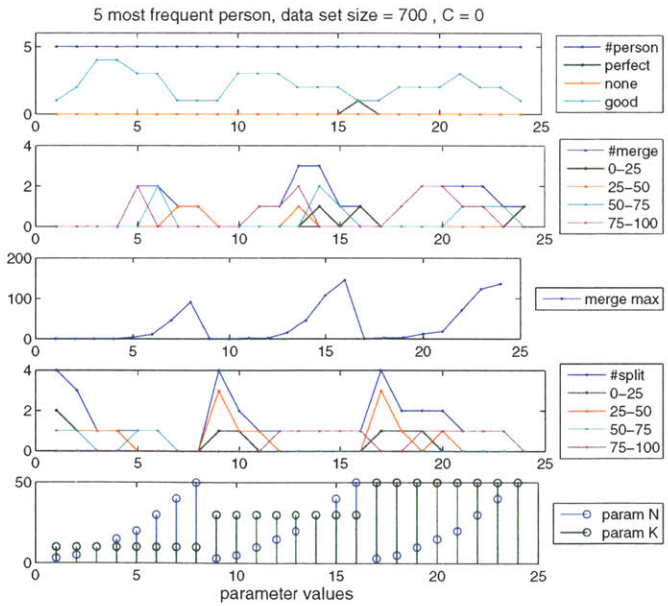 5 most frequent person, data set size = 700 , C = 0
5
0
0 5 10 15 20 25
#person
perfect
none
good
4
2
0
0 5 10 15 20 25
#merge
0-25
25-50
50-75
75-100
200
100
0
0 5 10 15 20 25
merge max
4
2
0
0 5 10 15 20 25
#split
0-25
25-50
50-75
75-100
50
0
0 5 10 15 20 25
param N
param K
parameter values